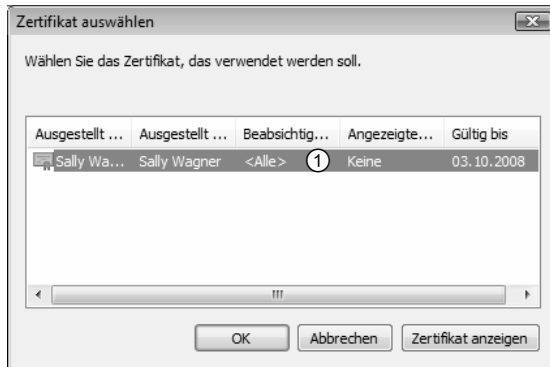 Zertifikat auswählen
Wählen Sie das Zertifikat, das verwendet werden soll.
Ausgestellt ... Ausgestellt ... Beabsichtig... Angezeigte... Gültig bis
Sally Wa... Sally Wagner <Alle> ① Keine 03.10.2008
OK Abbrechen Zertifikat anzeigen